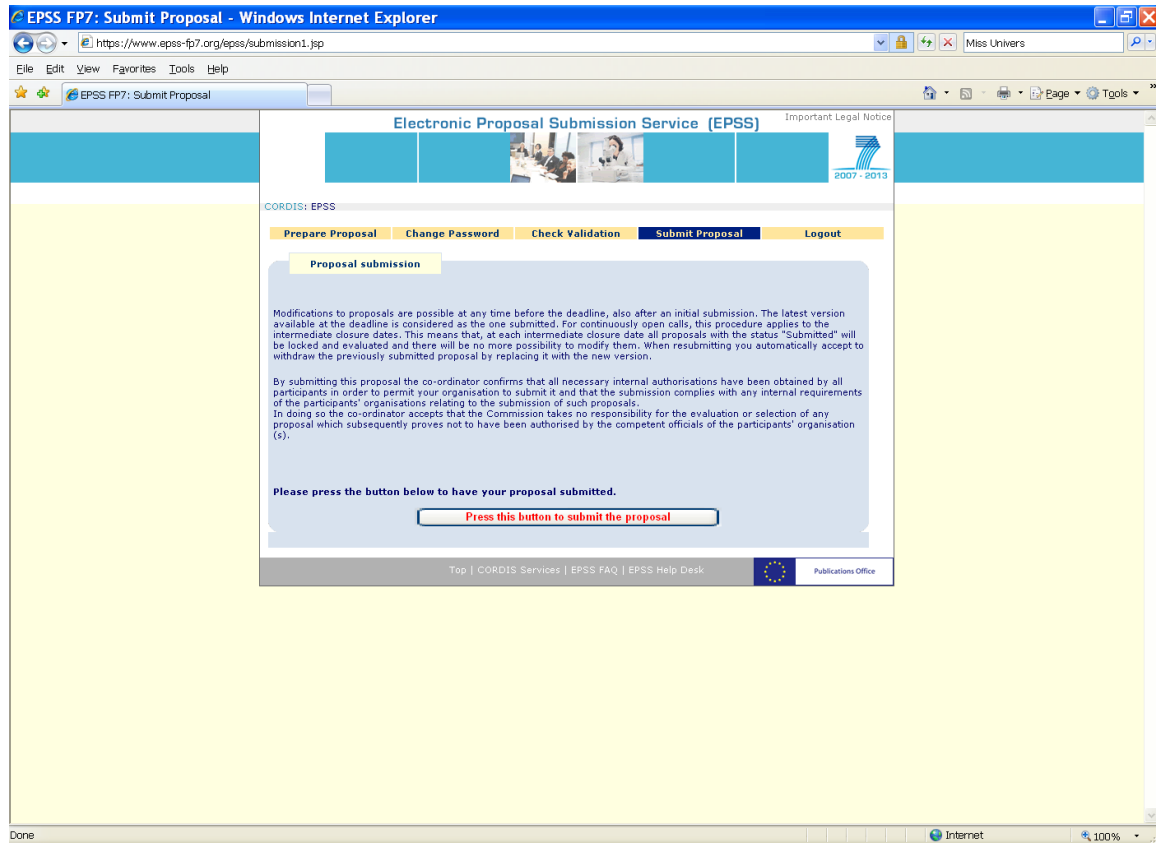 EPSS FP7: Submit Proposal - Windows Internet Explorer
https://www.epss-fp7.org/epss/submission1.jsp
Miss Univers
File Edit View Favorites Tools Help
EPSS FP7: Submit Proposal
Page Tools »
Electronic Proposal Submission Service (EPSS)
Important Legal Notice
7
2007 - 2013
CORDIS: EPSS
Prepare Proposal Change Password Check Validation Submit Proposal Logout
Proposal submission
Modifications to proposals are possible at any time before the deadline, also after an initial submission. The latest version
available at the deadline is considered as the one submitted. For continuously open calls, this procedure applies to the
intermediate closure dates. This means that, at each intermediate closure date all proposals with the status "Submitted" will
be locked and evaluated and there will be no more possibility to modify them. When resubmitting you automatically accept to
withdraw the previously submitted proposal by replacing it with the new version.
By submitting this proposal the co-ordinator confirms that all necessary internal authorisations have been obtained by all
participants in order to permit your organisation to submit it and that the submission complies with any internal requirements
of the participants' organisations relating to the submission of such proposals.
In doing so the co-ordinator accepts that the Commission takes no responsibility for the evaluation or selection of any
proposal which subsequently proves not to have been authorised by the competent officials of the participants' organisation
(s).
Please press the button below to have your proposal submitted.
Press this button to submit the proposal
Top | CORDIS Services | EPSS FAQ | EPSS Help Desk
Publications Office
Done
Internet
100%